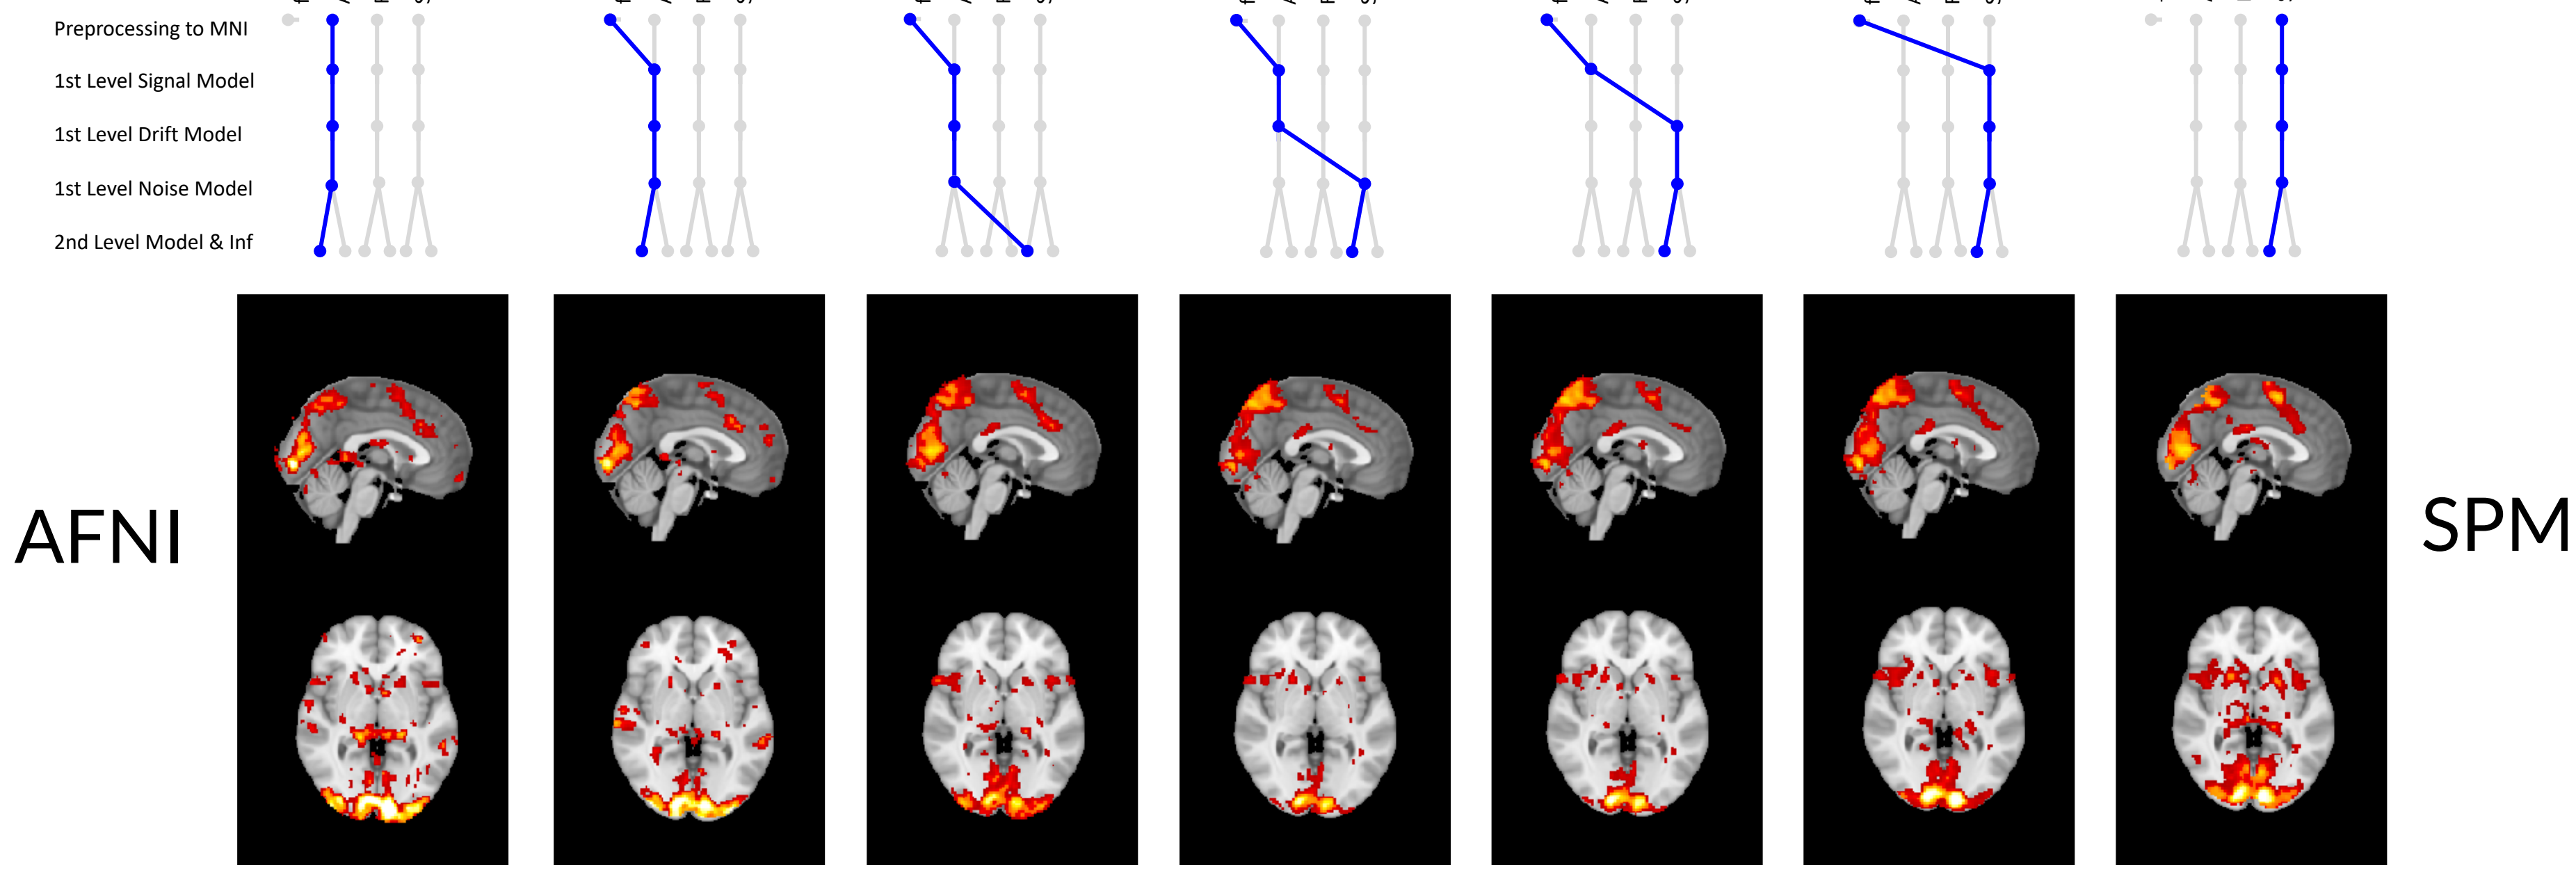 Preprocessing to MNI
1st Level Signal Model
1st Level Drift Model
1st Level Noise Model
2nd Level Model & Inf
AFNI
SPM